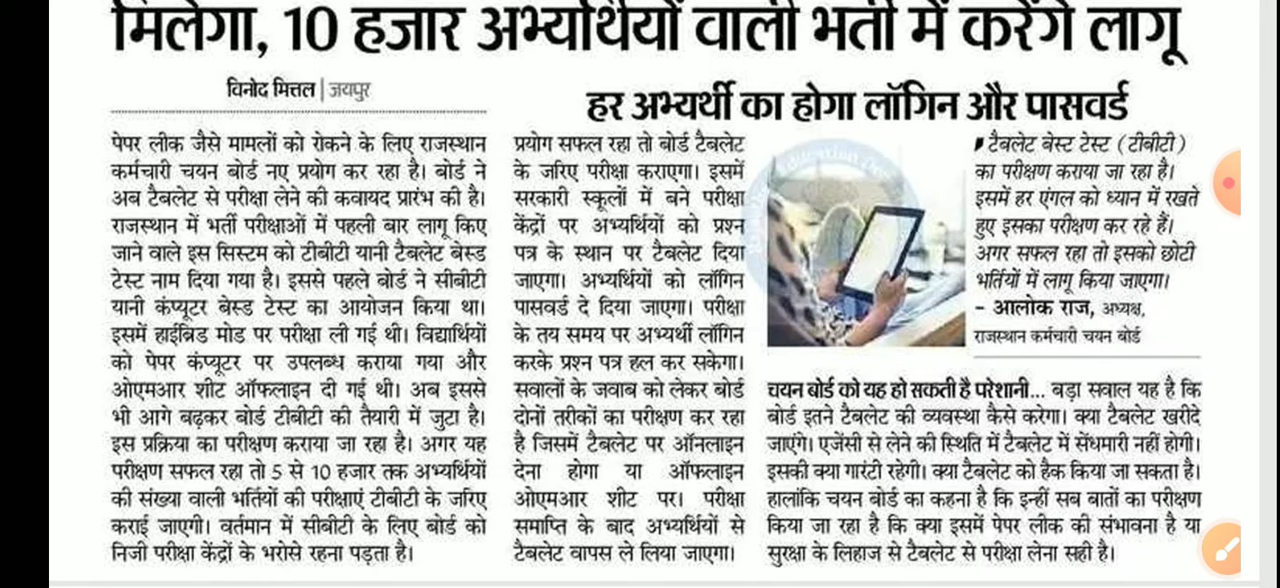 मिलेगा, 10 हजार अभ्यर्थियों वाली भर्ती में करेंगे लागू
विनोद मित्तल | जयपुर
हर अभ्यर्थी का होगा लॉगिन और पासवर्ड
पेपर लीक जैसे मामलों को रोकने के लिए राजस्थान
कर्मचारी चयन बोर्ड नए प्रयोग कर रहा है। बोर्ड ने
अब टैबलेट से परीक्षा लेने की कवायद प्रारंभ की है।
राजस्थान में भर्ती परीक्षाओं में पहली बार लागू किए
जाने वाले इस सिस्टम को टीबीटी यानी टैबलेट बेस्ड
टेस्ट नाम दिया गया है। इससे पहले बोर्ड ने सीबीटी
यानी कंप्यूटर बेस्ड टेस्ट का आयोजन किया था।
इसमें हाईब्रिड मोड पर परीक्षा ली गई थी। विद्यार्थियों
को पेपर कंप्यूटर पर उपलब्ध कराया गया और
ओएमआर शीट ऑफलाइन दी गई थी। अब इससे
भी आगे बढ़कर बोर्ड टीबीटी की तैयारी में जुटा है।
इस प्रक्रिया का परीक्षण कराया जा रहा है। अगर यह
परीक्षण सफल रहा तो 5 से 10 हजार तक अभ्यर्थियों
की संख्या वाली भर्तियों की परीक्षाएं टीबीटी के जरिए
कराई जाएगी। वर्तमान में सीबीटी के लिए बोर्ड को
निजी परीक्षा केंद्रों के भरोसे रहना पड़ता है।
प्रयोग सफल रहा तो बोर्ड टैबलेट
के जरिए परीक्षा कराएगा। इसमें
सरकारी स्कूलों में बने परीक्षा
केंद्रों पर अभ्यर्थियों को प्रश्न
पत्र के स्थान पर टैबलेट दिया
जाएगा। अभ्यर्थियों को लॉगिन
पासवर्ड दे दिया जाएगा। परीक्षा
के तय समय पर अभ्यर्थी लॉगिन
करके प्रश्न पत्र हल कर सकेगा।
सवालों के जवाब को लेकर बोर्ड
दोनों तरीकों का परीक्षण कर रहा
है जिसमें टैबलेट पर ऑनलाइन
देना होगा या ऑफलाइन
ओएमआर शीट पर। परीक्षा
समाप्ति के बाद अभ्यर्थियों से
टैबलेट वापस ले लिया जाएगा।
टैबलेट बेस्ट टेस्ट (टीबीटी)
का परीक्षण कराया जा रहा है।
इसमें हर एंगल को ध्यान में रखते
हुए इसका परीक्षण कर रहे हैं।
अगर सफल रहा तो इसको छोटी
भर्तियों में लागू किया जाएगा।
- आलोक राज, अध्यक्ष,
राजस्थान कर्मचारी चयन बोर्ड
चयन बोर्ड को यह हो सकती है परेशानी... बड़ा सवाल यह है कि
बोर्ड इतने टैबलेट की व्यवस्था कैसे करेगा। क्या टैबलेट खरीदे
जाएंगे। एजेंसी से लेने की स्थिति में टैबलेट में सेंधमारी नहीं होगी।
इसकी क्या गारंटी रहेगी। क्या टैबलेट को हैक किया जा सकता है।
हालांकि चयन बोर्ड का कहना है कि इन्हीं सब बातों का परीक्षण
किया जा रहा है कि क्या इसमें पेपर लीक की संभावना है या
सुरक्षा के लिहाज से टैबलेट से परीक्षा लेना सही है।